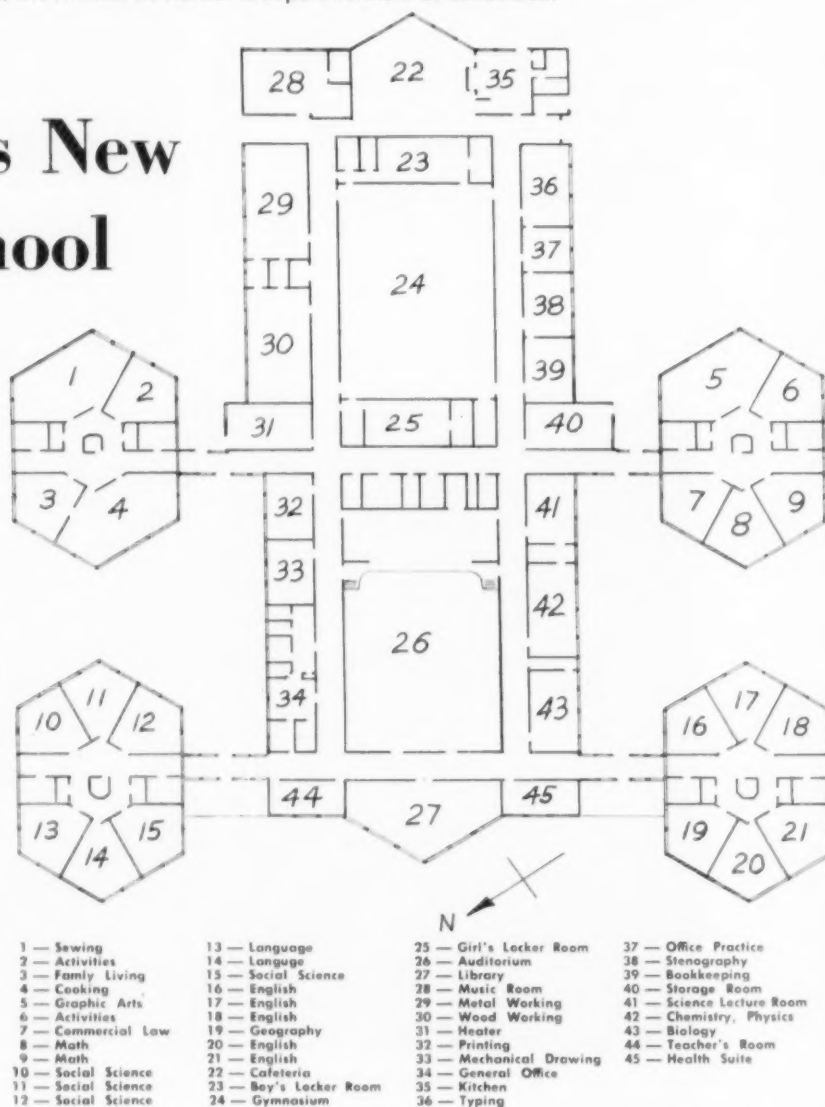 s New
hool
28
22
35
23
29
36
37
24
38
30
39
1
2
5
6
31
25
40
3
4
32
41
7
8
9
33
42
26
34
43
10
11
12
16
17
18
44
27
45
13
14
15
19
20
21
N
1 — Sewing
2 — Activities
3 — Famly Living
4 — Cooking
5 — Graphic Arts
6 — Activities
7 — Commercial Law
8 — Math
9 — Math
10 — Social Science
11 — Social Science
12 — Social Science
13 — Language
14 — Languge
15 — Social Science
16 — English
17 — English
18 — English
19 — Geography
20 — English
21 — English
22 — Cafeteria
23 — Boy's Locker Room
24 — Gymnasium
25 — Girl's Locker Room
26 — Auditorium
27 — Library
28 — Music Room
29 — Metal Working
30 — Wood Working
31 — Heater
32 — Printing
33 — Mechanical Drawing
34 — General Office
35 — Kitchen
36 — Typing
37 — Office Practice
38 — Stenography
39 — Bookkeeping
40 — Storage Room
41 — Science Lecture Room
42 — Chemistry, Physics
43 — Biology
44 — Teacher's Room
45 — Health Suite